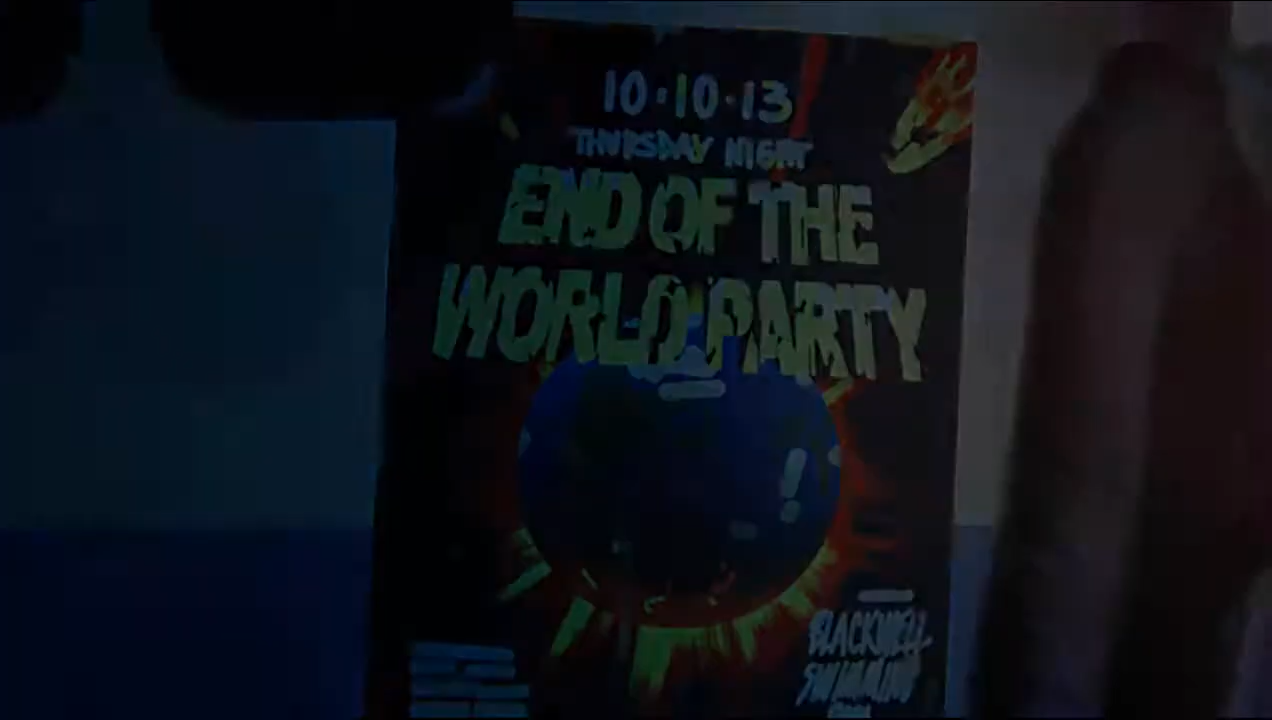 10·10·13
THURSDAY NIGHT
END OF THE
WORLD PARTY
BLACKWELL
SWIMMING